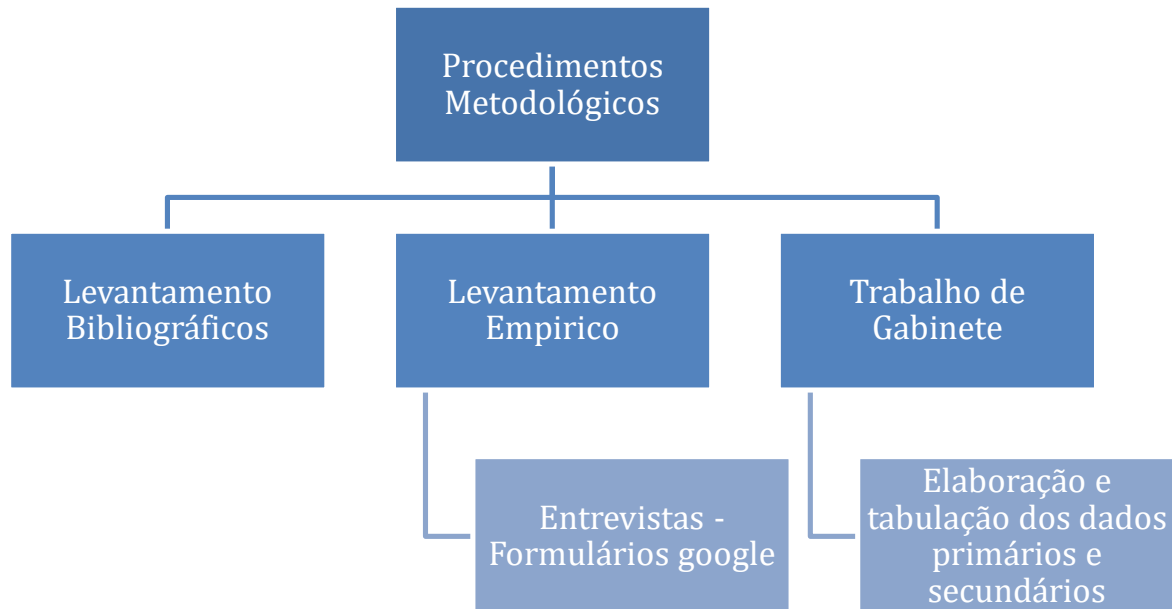 Procedimentos
Metodológicos
Levantamento
Bibliográficos
Levantamento
Empirico
Trabalho de
Gabinete
Entrevistas -
Formulários google
Elaboração e
tabulação dos dados
primários e
secundários